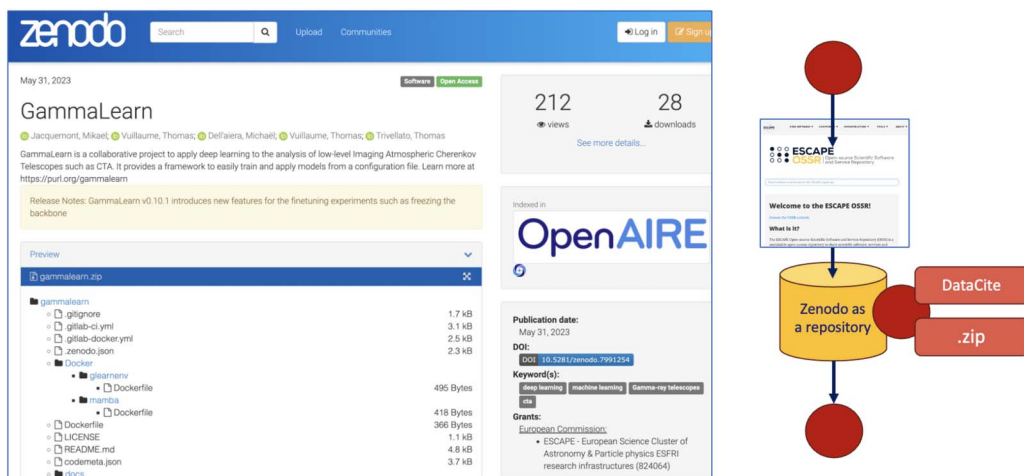 zenodo
Search
Upload
Communities
Log in
Sign u
May 31, 2023
Software
Open Access
GammaLearn
Jacquemont, Mikael; Vuillaume, Thomas; Dell'aiera, Michaël; Vuillaume, Thomas; Trivellato, Thomas
GammaLearn is a collaborative project to apply deep learning to the analysis of low-level Imaging Atmospheric Cherenkov
Telescopes such as CTA. It provides a framework to easily train and apply models from a configuration file. Learn more at
https://purl.org/gammalearn
Release Notes: GammaLearn v0.10.1 introduces new features for the finetuning experiments such as freezing the
backbone
Preview
gammalearn.zip
gammalearn
.gitignore 1.7 kB
.gitlab-ci.yml 3.1 kB
.gitlab-docker.yml 2.5 kB
.zenodo.json 2.3 kB
Docker
glearnenv
Dockerfile 495 Bytes
mamba
Dockerfile 418 Bytes
Dockerfile 366 Bytes
LICENSE 1.1 kB
README.md 4.8 kB
codemeta.json 3.7 kB
docs
212 28
views downloads
See more details...
Indexed in
OpenAIRE
Publication date:
May 31, 2023
DOI:
DOI 10.5281/zenodo.7991254
Keyword(s):
deep learning machine learning Gamma-ray telescopes
cta
Grants:
European Commission:
• ESCAPE - European Science Cluster of
Astronomy & Particle physics ESFRI
research infrastructures (824064)
ESCAPE
OSSR
Open-source Scientific Software
and Service Repository
Welcome to the ESCAPE OSSR!
What is it?
Zenodo as
a repository
DataCite
.zip